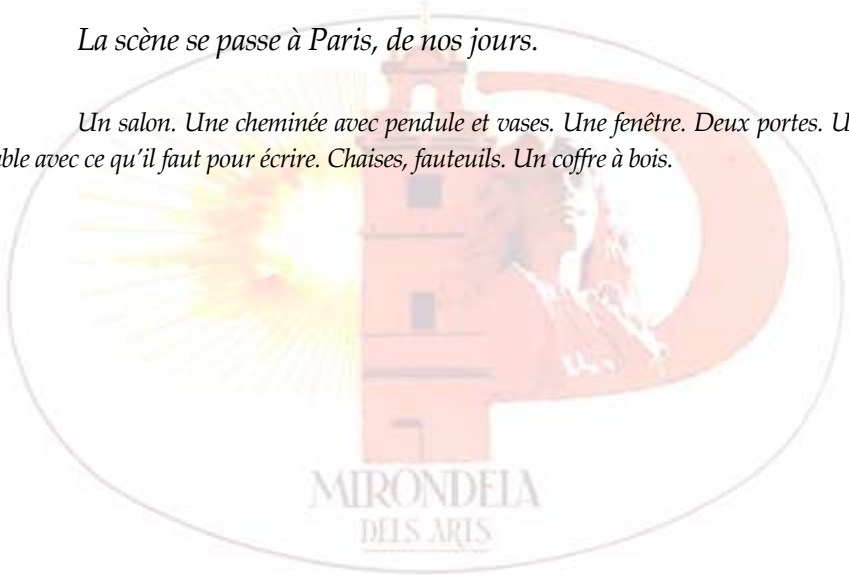 La scène se passe à Paris, de nos jours.
Un salon. Une cheminée avec pendule et vases. Une fenêtre. Deux portes.
avec ce qu'il faut pour écrire. Chaises, fauteuils. Un coffre à bois.
MIRONDELA
DELS ARTS